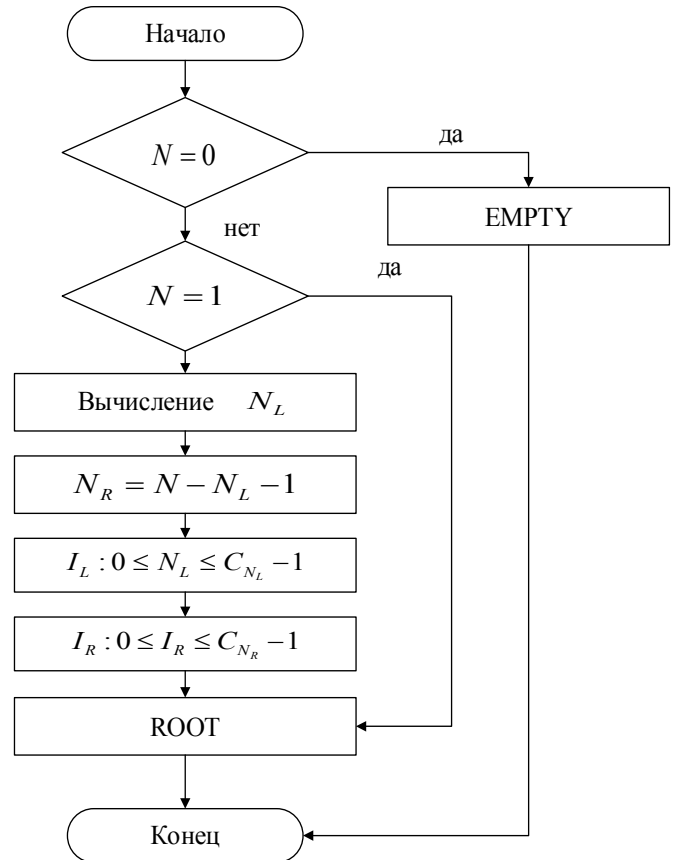 Начало
N = 0
да
EMPTY
нет
да
N = 1
Вычисление N_L
N_R = N − N_L − 1
I_L : 0 ≤ N_L ≤ C_{N_L} − 1
I_R : 0 ≤ I_R ≤ C_{N_R} − 1
ROOT
Конец